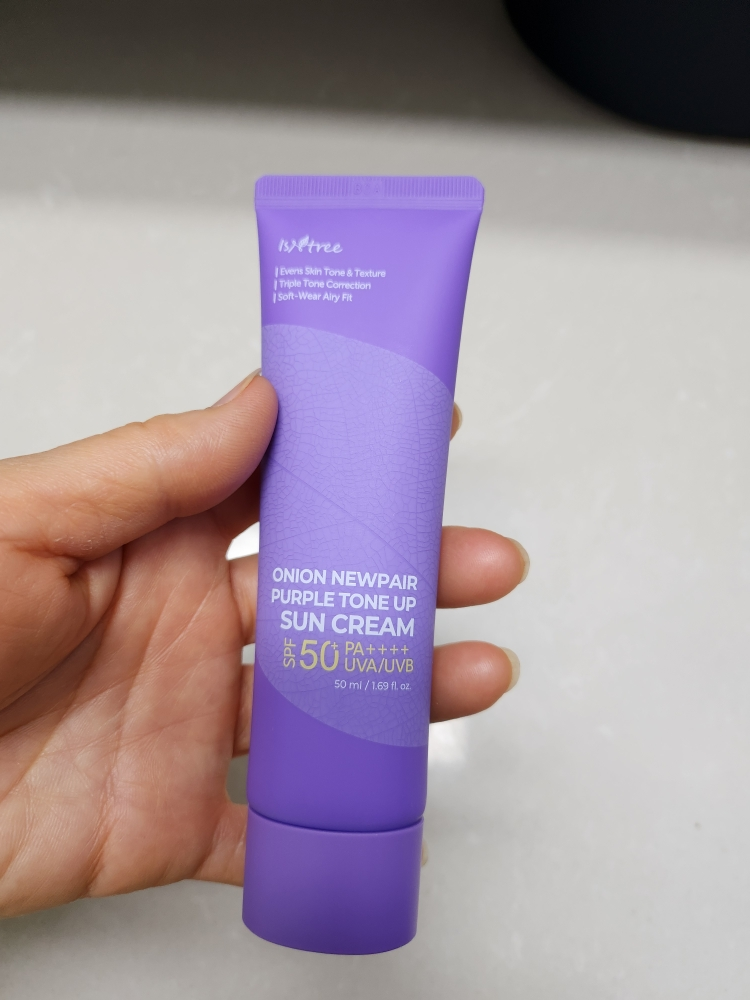 Isntree
Evens Skin Tone & Texture
Triple Tone Correction
Soft-Wear Airy Fit
ONION NEWPAIR
PURPLE TONE UP
SUN CREAM
SPF 50+ PA++++
UVA/UVB
50 ml / 1.69 fl. oz.